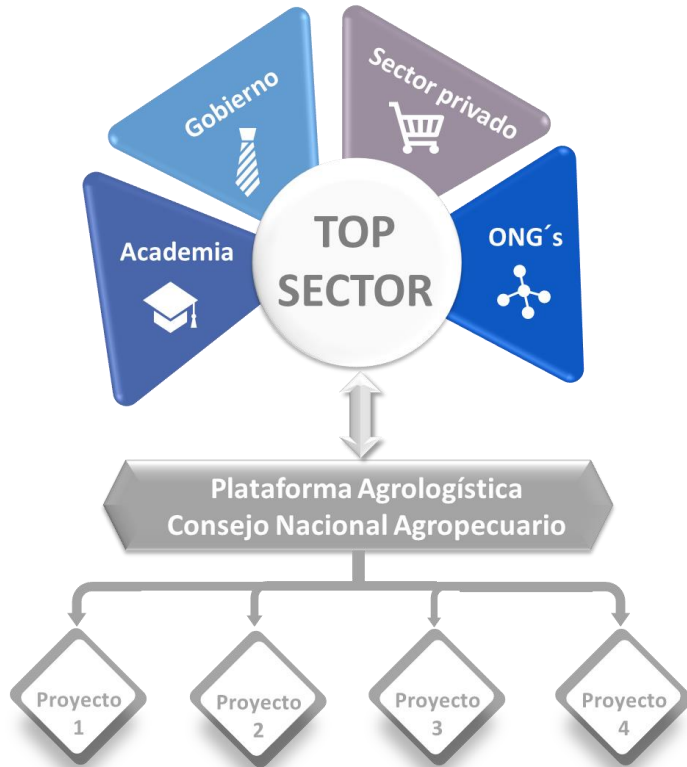 Gobierno
Sector privado
Academia
TOP
SECTOR
ONG´s
Plataforma Agrologística
Consejo Nacional Agropecuario
Proyecto
1
Proyecto
2
Proyecto
3
Proyecto
4